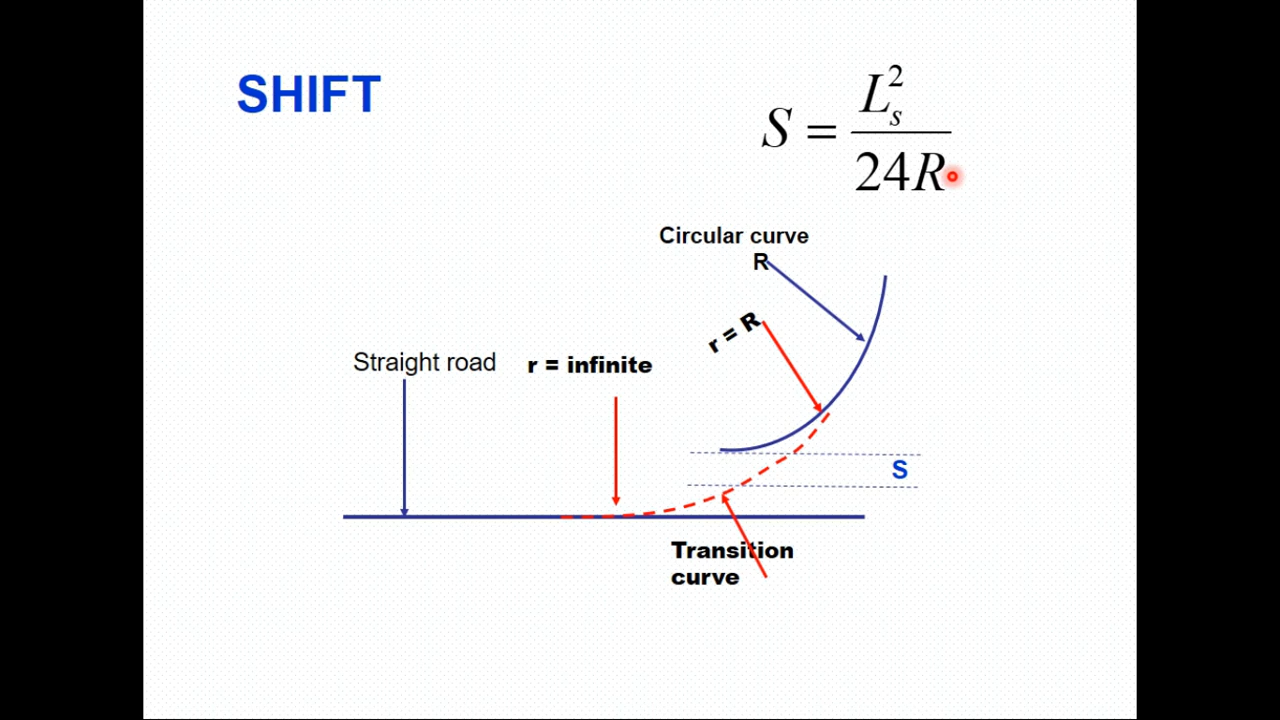 SHIFT
S = L_s^2 / 24R
Circular curve
R
r = R
Straight road
r = infinite
S
Transition
curve